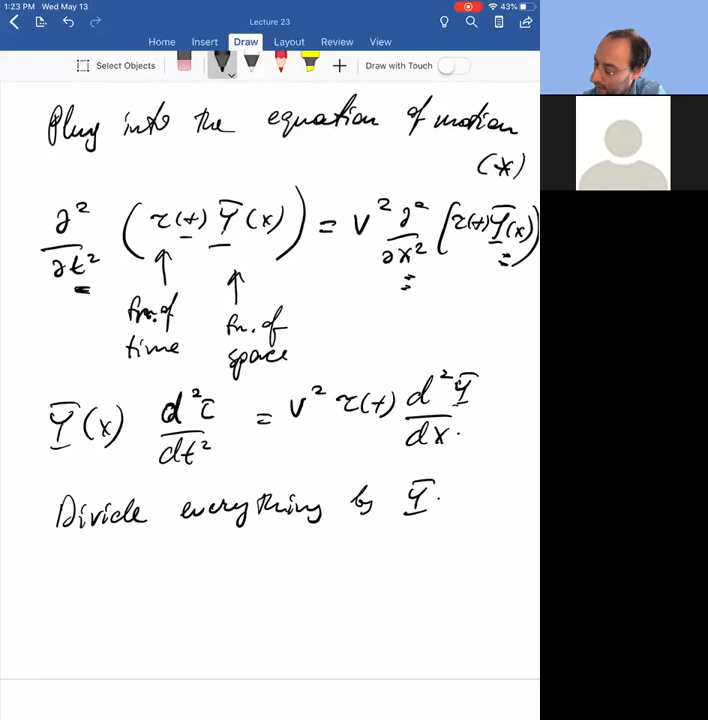 1:23 PM Wed May 13
43%
Lecture 23
Home Insert Draw Layout Review View
Select Objects
Draw with Touch
Plug into the equation of motion
(*)
∂²/∂t² (τ(t) Y(x)) = v² ∂²/∂x² [τ(t) Y(x))
fn. of time
fn. of space
Y(x) d²τ/dt² = v² τ(t) d²Y/dx.
Divide everything by Y.